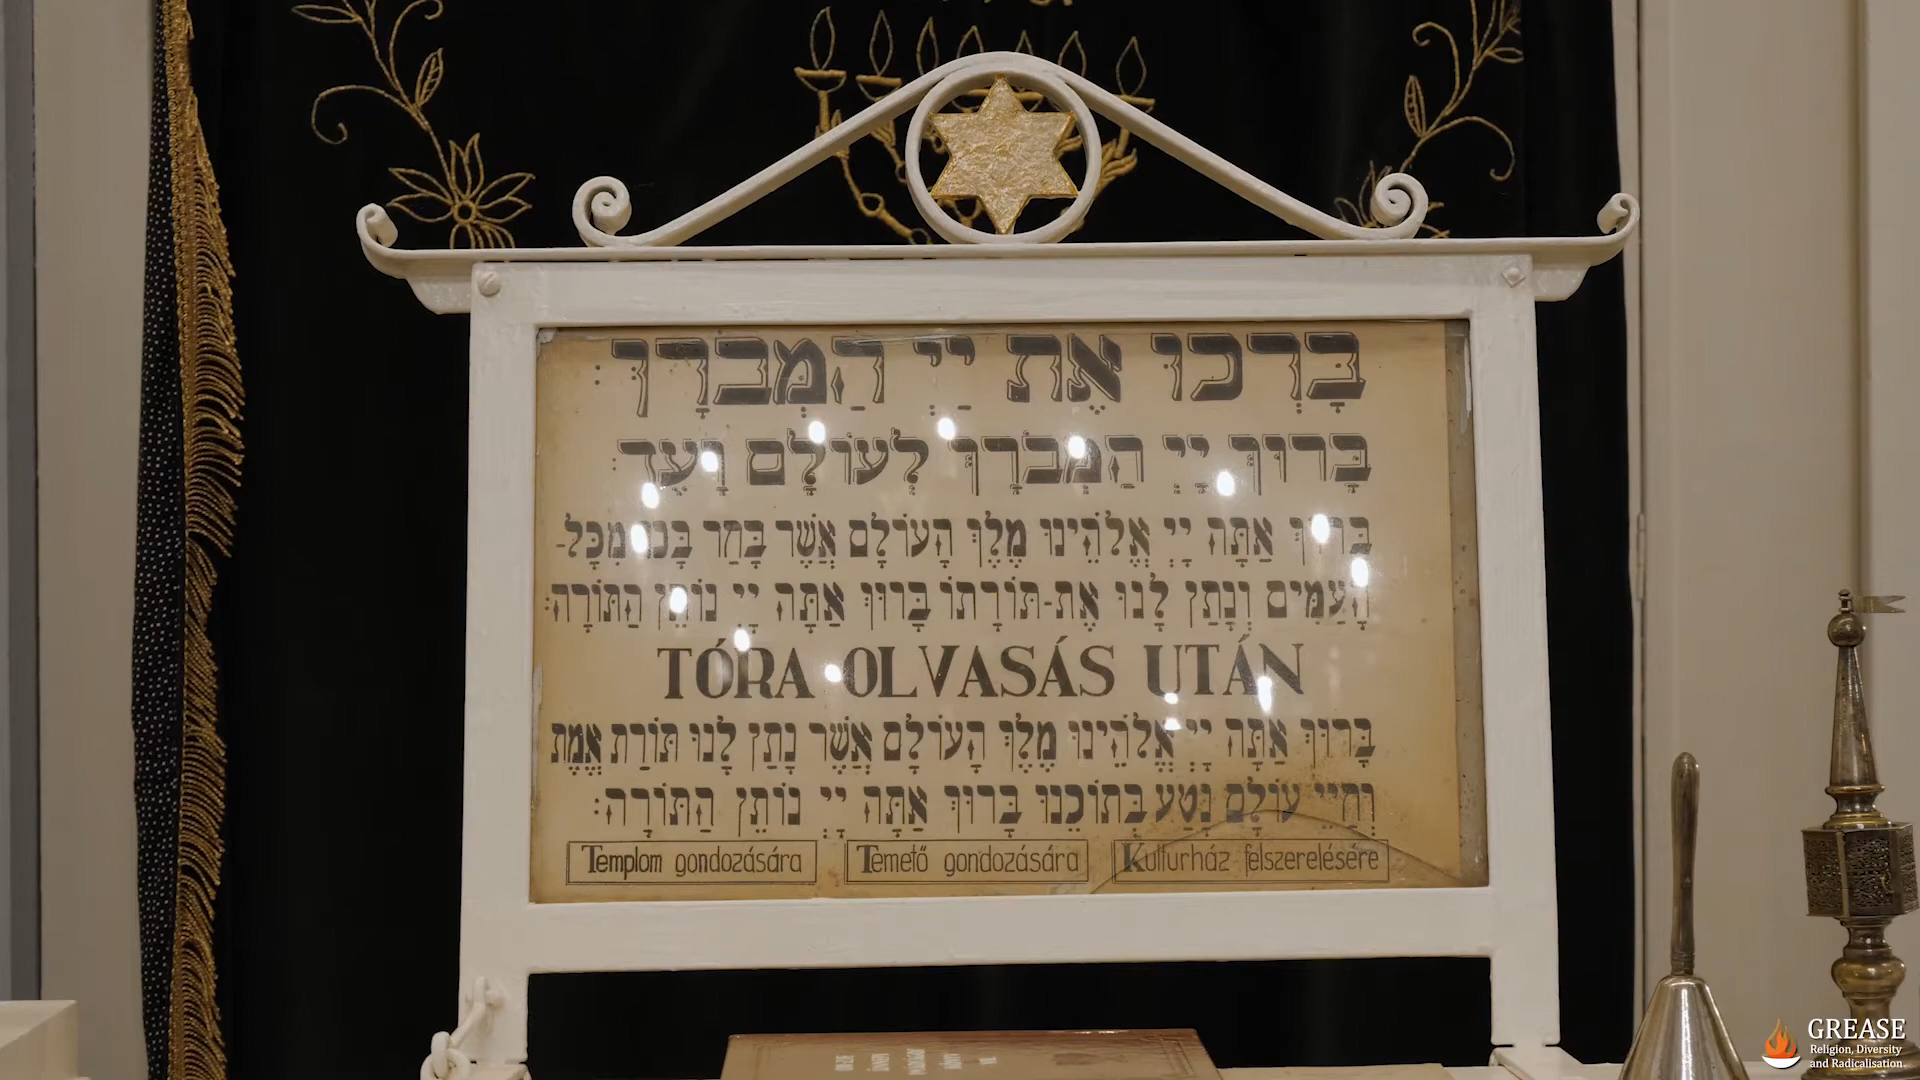 בָּרְכוּ אֶת יְיָ הַמְבֹרָךְ:
בָּרוּךְ יְיָ הַמְבֹרָךְ לְעוֹלָם וָעֶד:
בָּרוּךְ אַתָּה יְיָ אֱלֹהֵינוּ מֶלֶךְ הָעוֹלָם אֲשֶׁר בָּחַר בָּנוּ מִכָּל-
הָעַמִּים וְנָתַן לָנוּ אֶת-תּוֹרָתוֹ בָּרוּךְ אַתָּה יְיָ נוֹתֵן הַתּוֹרָה:
TÓRA OLVASÁS UTÁN
בָּרוּךְ אַתָּה יְיָ אֱלֹהֵינוּ מֶלֶךְ הָעוֹלָם אֲשֶׁר נָתַן לָנוּ תּוֹרַת אֱמֶת
וְחַיֵּי עוֹלָם נָטַע בְּתוֹכֵנוּ בָּרוּךְ אַתָּה יְיָ נוֹתֵן הַתּוֹרָה:
Templom gondozására Temető gondozására Kulturház felszerelésére
GREASE
Religion, Diversity
and Radicalisation